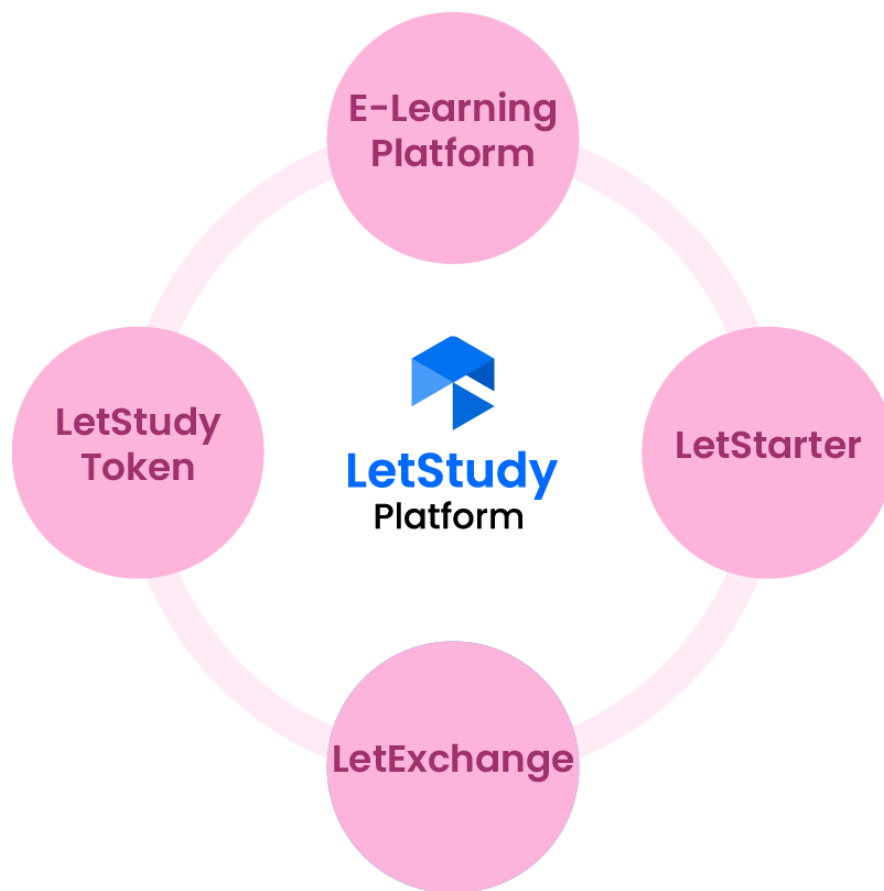 E-Learning
Platform
LetStudy
Token
LetStudy
Platform
LetStarter
LetExchange